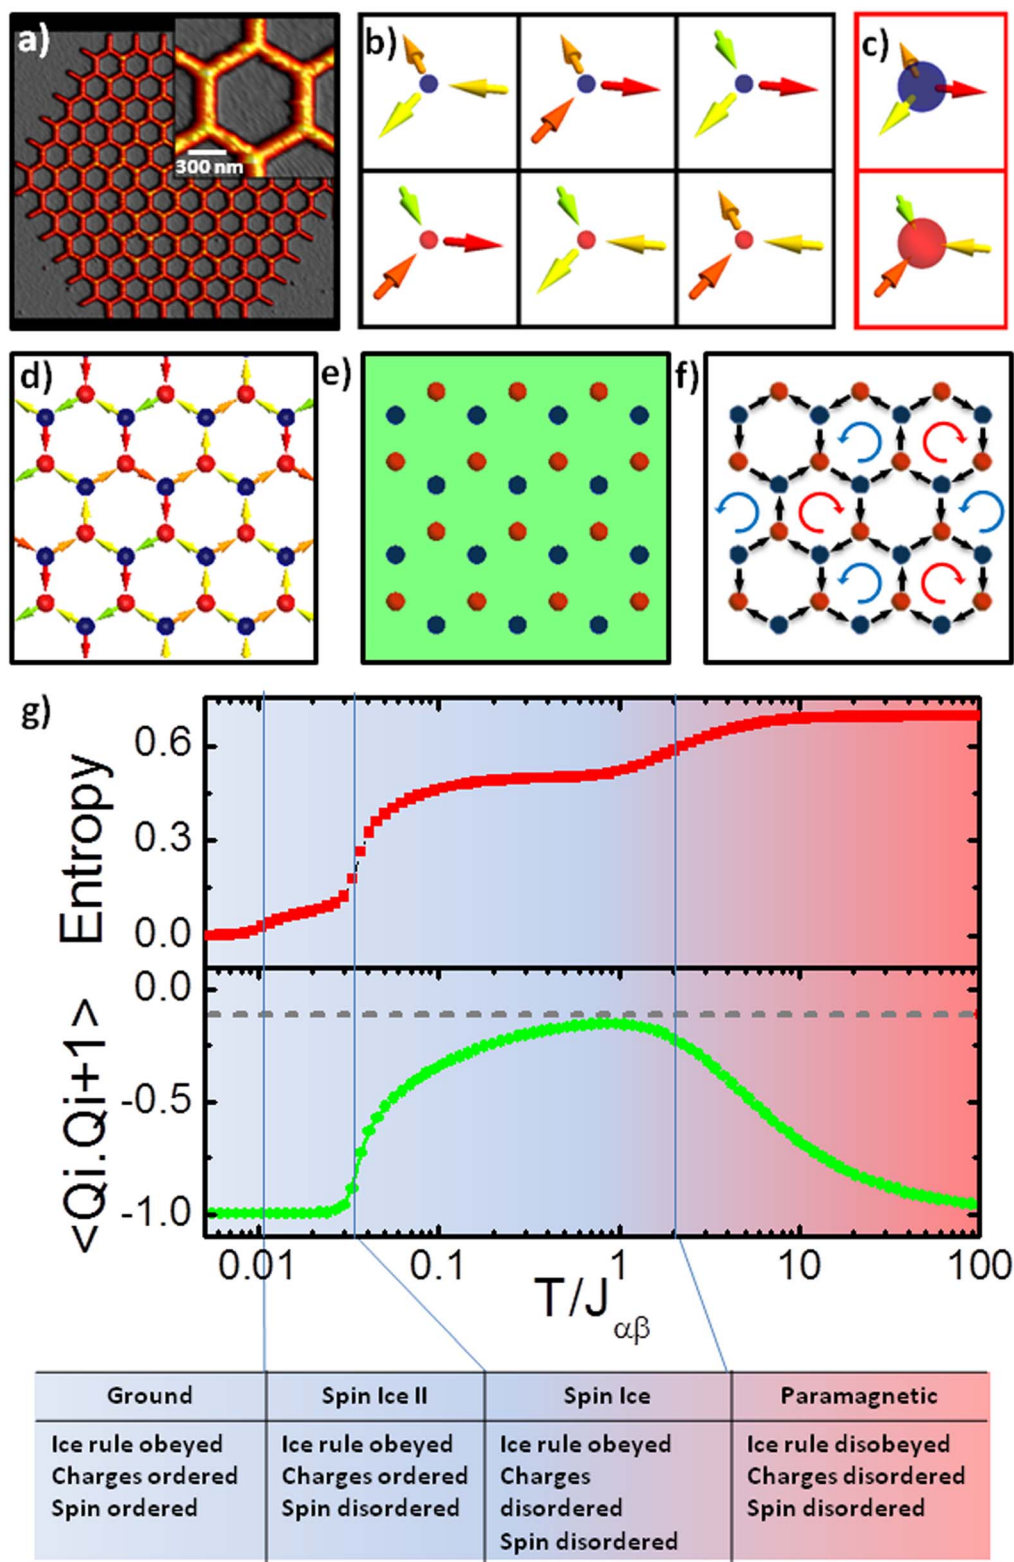 a)
300 nm
b)
c)
d)
e)
f)
g)
Entropy
0.6
0.3
0.0
<Qi.Qi+1 >
0.0
-0.5
-1.0
0.01 0.1 1 10 100
T/Jαβ
Ground Spin Ice II Spin Ice Paramagnetic
Ice rule obeyed Ice rule obeyed Ice rule obeyed Ice rule disobeyed
Charges ordered Charges ordered Charges Charges disordered
Spin ordered Spin disordered disordered Spin disordered
Spin disordered